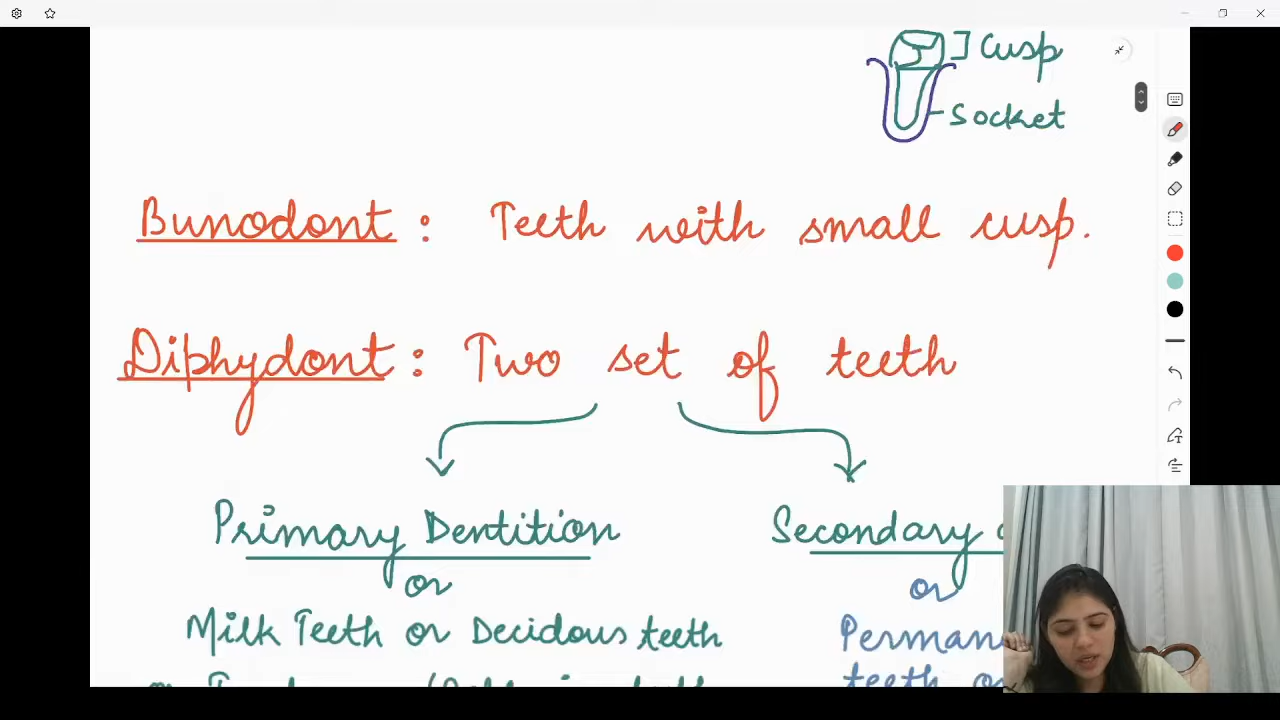 Cusp
Socket
Bunodont : Teeth with small cusp.
Diphydont : Two set of teeth
Primary Dentition
Secondary
or
or
Milk Teeth or Decidous teeth
Perman
teeth or